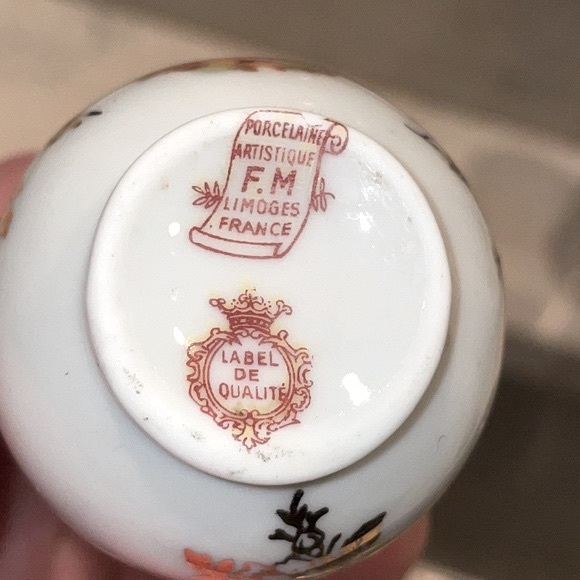 PORCELAINE
ARTISTIQUE
F.M
LIMOGES
FRANCE
LABEL
DE
QUALITÉ